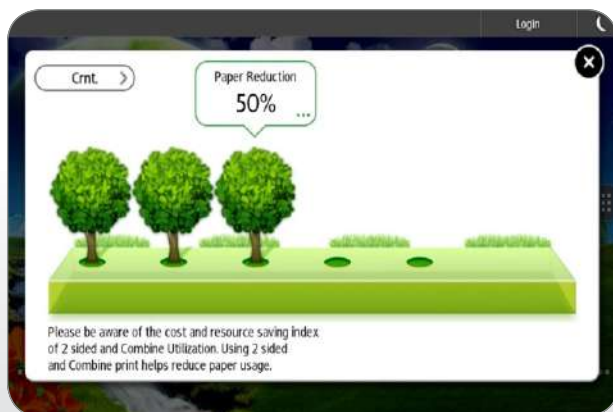 Login
Crnt.
Paper Reduction
50%
...
Please be aware of the cost and resource saving index
of 2 sided and Combine Utilization. Using 2 sided
and Combine print helps reduce paper usage.